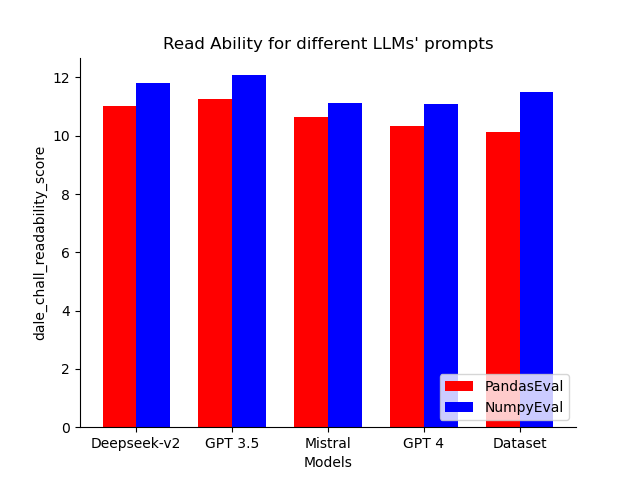 Read Ability for different LLMs' prompts
dale_chall_readability_score
12
10
8
6
4
2
0
PandasEval
NumpyEval
Deepseek-v2
GPT 3.5
Mistral
GPT 4
Dataset
Models